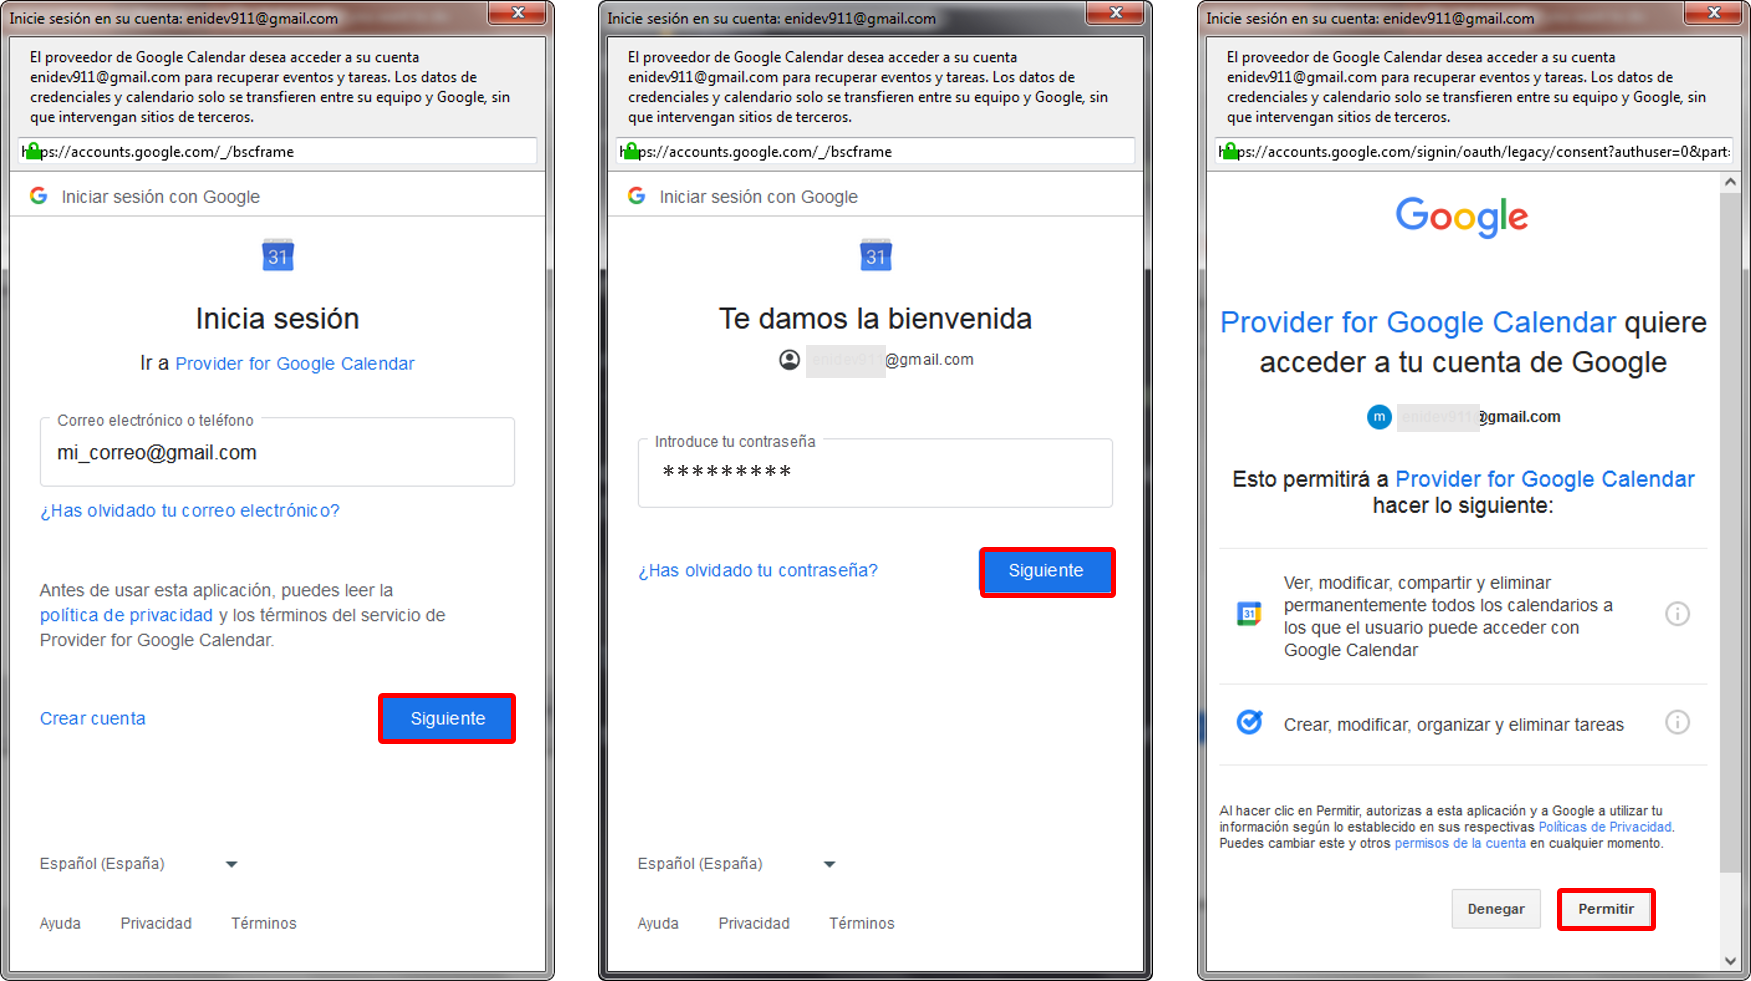 Inicie sesión en su cuenta: enidev911@gmail.com
El proveedor de Google Calendar desea acceder a su cuenta
enidev911@gmail.com para recuperar eventos y tareas. Los datos de
credenciales y calendario solo se transfieren entre su equipo y Google, sin
que intervengan sitios de terceros.
https://accounts.google.com/_/bscframe
Iniciar sesión con Google
31
Inicia sesión
Ir a Provider for Google Calendar
Correo electrónico o teléfono
mi_correo@gmail.com
¿Has olvidado tu correo electrónico?
Antes de usar esta aplicación, puedes leer la
política de privacidad y los términos del servicio de
Provider for Google Calendar.
Crear cuenta
Siguiente
Español (España)
Ayuda Privacidad Términos
Inicie sesión en su cuenta: enidev911@gmail.com
El proveedor de Google Calendar desea acceder a su cuenta
enidev911@gmail.com para recuperar eventos y tareas. Los datos de
credenciales y calendario solo se transfieren entre su equipo y Google, sin
que intervengan sitios de terceros.
https://accounts.google.com/_/bscframe
Iniciar sesión con Google
31
Te damos la bienvenida
enidev911@gmail.com
Introduce tu contraseña
*********
¿Has olvidado tu contraseña?
Siguiente
Español (España)
Ayuda Privacidad Términos
Inicie sesión en su cuenta: enidev911@gmail.com
El proveedor de Google Calendar desea acceder a su cuenta
enidev911@gmail.com para recuperar eventos y tareas. Los datos de
credenciales y calendario solo se transfieren entre su equipo y Google, sin
que intervengan sitios de terceros.
https://accounts.google.com/signin/oauth/legacy/consent?authuser=0&part
Google
Provider for Google Calendar quiere
acceder a tu cuenta de Google
m enidev911@gmail.com
Esto permitirá a Provider for Google Calendar
hacer lo siguiente:
31
Ver, modificar, compartir y eliminar
permanentemente todos los calendarios a
los que el usuario puede acceder con
Google Calendar
Crear, modificar, organizar y eliminar tareas
Al hacer clic en Permitir, autorizas a esta aplicación y a Google a utilizar tu
información según lo establecido en sus respectivas Políticas de Privacidad.
Puedes cambiar este y otros permisos de la cuenta en cualquier momento.
Denegar
Permitir